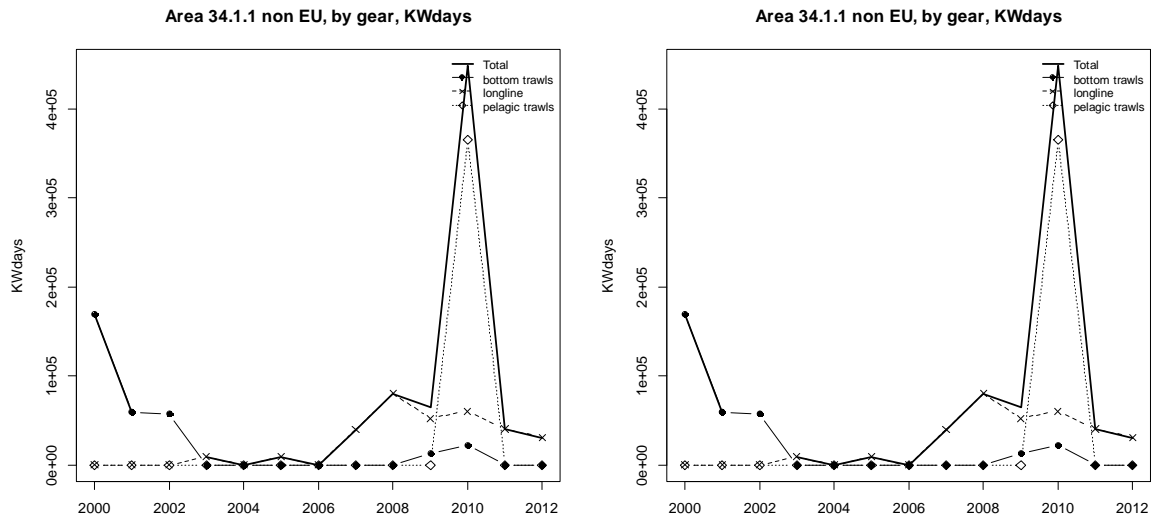 Area 34.1.1 non EU, by gear, KWdays
Total
bottom trawls
longline
pelagic trawls
4e+05
3e+05
2e+05
1e+05
0e+00
KWdays
2000 2002 2004 2006 2008 2010 2012
Area 34.1.1 non EU, by gear, KWdays
Total
bottom trawls
longline
pelagic trawls
4e+05
3e+05
2e+05
1e+05
0e+00
KWdays
2000 2002 2004 2006 2008 2010 2012